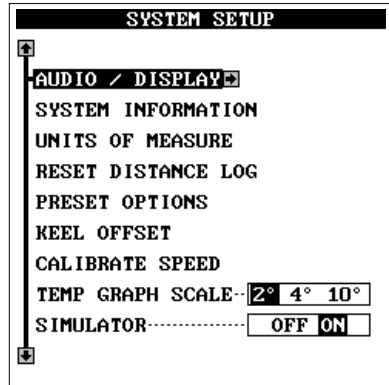 SYSTEM SETUP
AUDIO / DISPLAY
SYSTEM INFORMATION
UNITS OF MEASURE
RESET DISTANCE LOG
PRESET OPTIONS
KEEL OFFSET
CALIBRATE SPEED
TEMP GRAPH SCALE 2° 4° 10°
SIMULATOR OFF ON